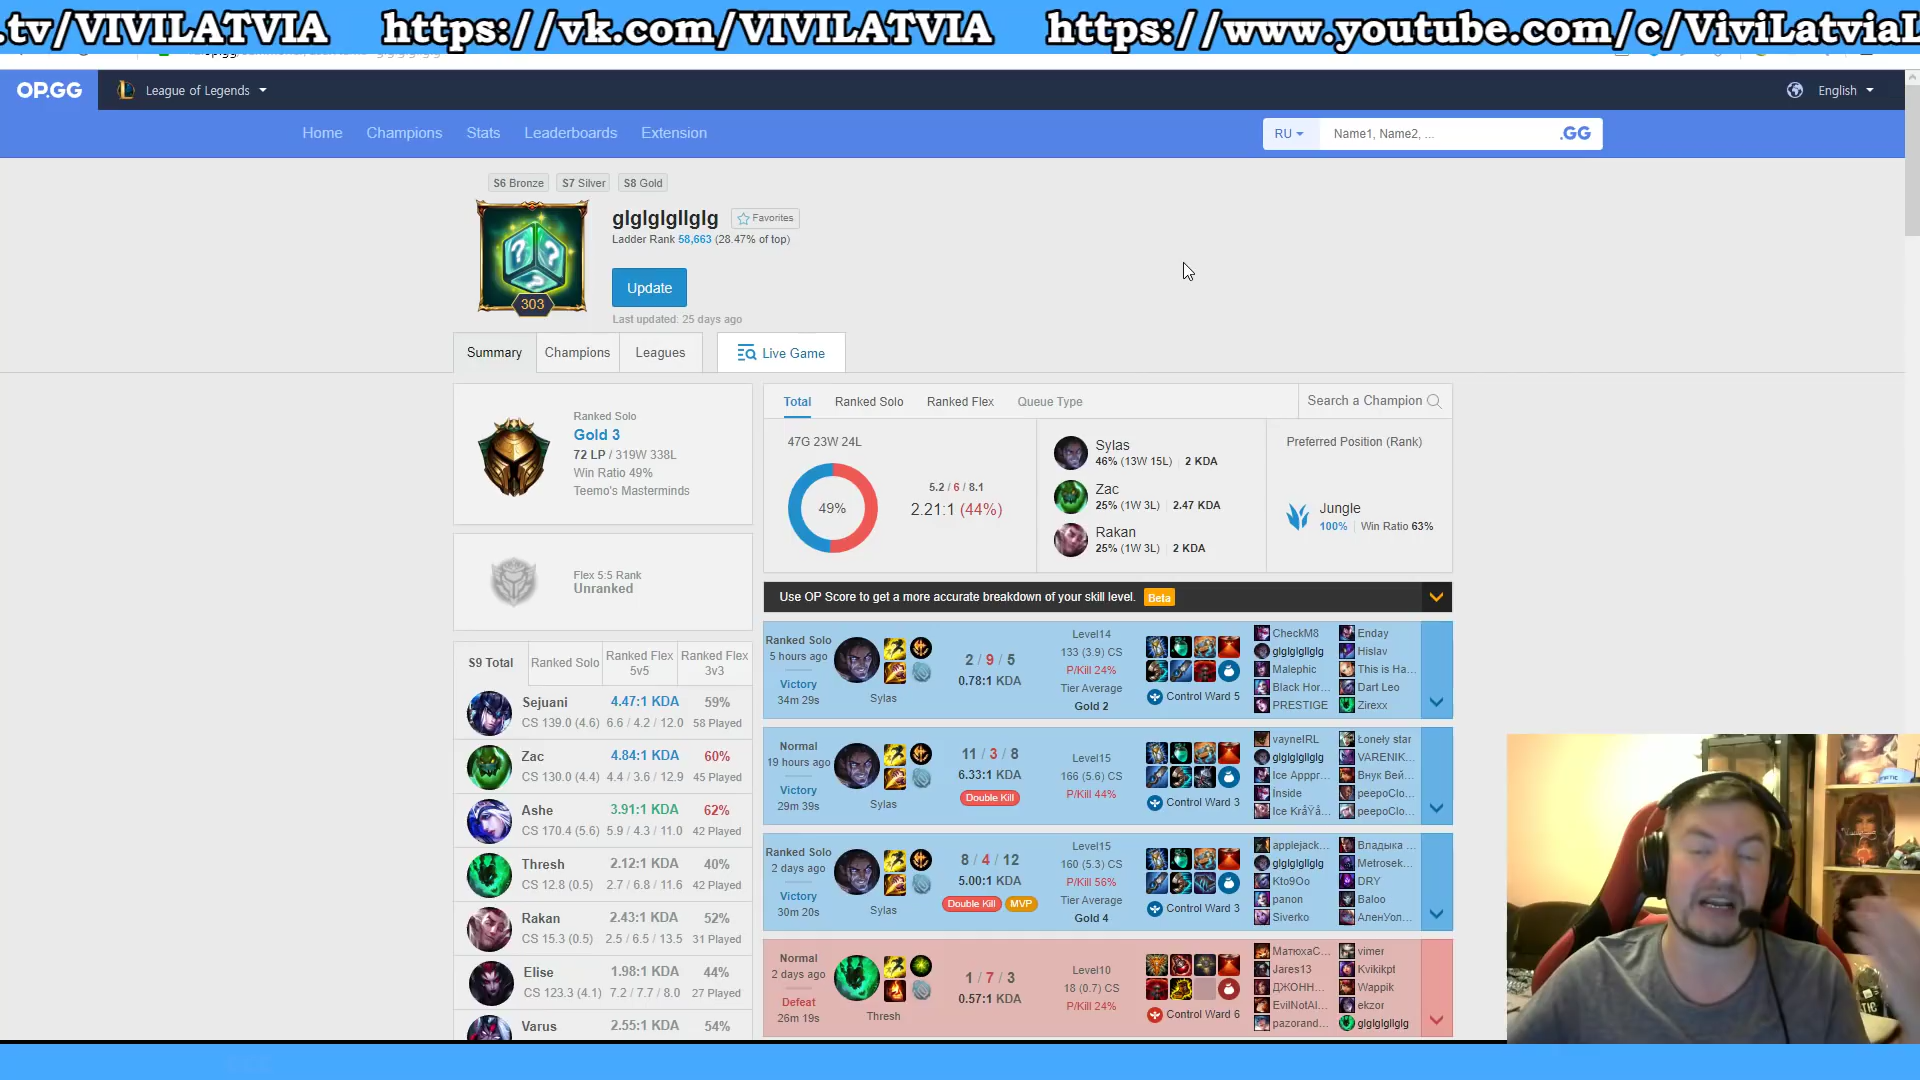 .tv/VIVILATVIA https://vk.com/VIVILATVIA https://www.youtube.com/c/ViviLatviaL
OP.GG League of Legends English
Home Champions Stats Leaderboards Extension RU Name1, Name2, ... .GG
S6 Bronze S7 Silver S8 Gold
glglglgllglg Favorites
Ladder Rank 58,663 (28.47% of top)
Update
303
Last updated: 25 days ago
Summary Champions Leagues Live Game
Ranked Solo
Gold 3
72 LP / 319W 338L
Win Ratio 49%
Teemo's Masterminds
Flex 5:5 Rank
Unranked
S9 Total Ranked Solo Ranked Flex 5v5 Ranked Flex 3v3
Sejuani 4.47:1 KDA 59%
CS 139.0 (4.6) 6.6 / 4.2 / 12.0 58 Played
Zac 4.84:1 KDA 60%
CS 130.0 (4.4) 4.4 / 3.6 / 12.9 45 Played
Ashe 3.91:1 KDA 62%
CS 170.4 (5.6) 5.9 / 4.3 / 11.0 42 Played
Thresh 2.12:1 KDA 40%
CS 12.8 (0.5) 2.7 / 6.8 / 11.6 42 Played
Rakan 2.43:1 KDA 52%
CS 15.3 (0.5) 2.5 / 6.5 / 13.5 31 Played
Elise 1.98:1 KDA 44%
CS 123.3 (4.1) 7.2 / 7.7 / 8.0 27 Played
Varus 2.55:1 KDA 54%
Total Ranked Solo Ranked Flex Queue Type Search a Champion
47G 23W 24L
49%
5.2 / 6 / 8.1
2.21:1 (44%)
Sylas
46% (13W 15L) 2 KDA
Zac
25% (1W 3L) 2.47 KDA
Rakan
25% (1W 3L) 2 KDA
Preferred Position (Rank)
Jungle
100% Win Ratio 63%
Use OP Score to get a more accurate breakdown of your skill level. Beta
Ranked Solo
5 hours ago
Victory
34m 29s
Sylas
2 / 9 / 5
0.78:1 KDA
Level14
133 (3.9) CS
P/Kill 24%
Tier Average
Gold 2
Control Ward 5
CheckM8 Enday
glglglgllglg Hislav
Malephic This is Ha...
Black Hor... Dart Leo
PRESTIGE Zirexx
Normal
19 hours ago
Victory
29m 39s
Sylas
11 / 3 / 8
6.33:1 KDA
Double Kill
Level15
166 (5.6) CS
P/Kill 44%
Control Ward 3
vayneIRL Łonely star
glglglgllglg VARENIK...
Ice Apppr... Внук Вей...
Inside peepoClo...
peepoClo...
Ranked Solo
2 days ago
Victory
30m 20s
Sylas
8 / 4 / 12
5.00:1 KDA
Double Kill MVP
Level15
160 (5.3) CS
P/Kill 56%
Tier Average
Gold 4
Control Ward 3
applejack... Владыка ...
glglglgllglg Metrosek...
Kto9Oo DRY
panon Baloo
Siverko АленУол...
Normal
2 days ago
Defeat
26m 19s
Thresh
1 / 7 / 3
0.57:1 KDA
Level10
18 (0.7) CS
P/Kill 24%
Control Ward 6
МатюхаС... vimer
Jares13 Kvikikpt
ДЖОНН... Wappik
EvilNotAl... ekzor
pazorand... glglglgllglg